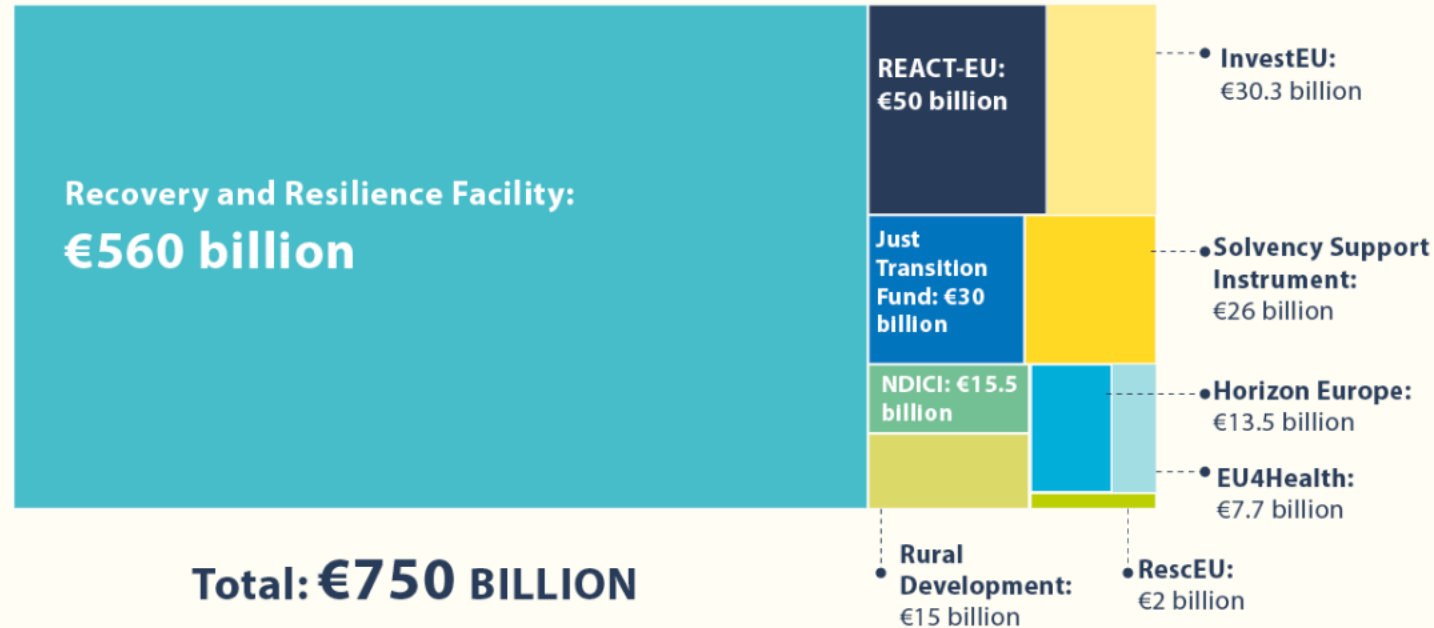 REACT-EU:
€50 billion
InvestEU:
€30.3 billion
Recovery and Resilience Facility:
€560 billion
Just
Transition
Fund: €30
billion
Solvency Support
Instrument:
€26 billion
NDICI: €15.5
billion
Horizon Europe:
€13.5 billion
EU4Health:
€7.7 billion
Rural
Development:
€15 billion
RescEU:
€2 billion
Total: €750 BILLION